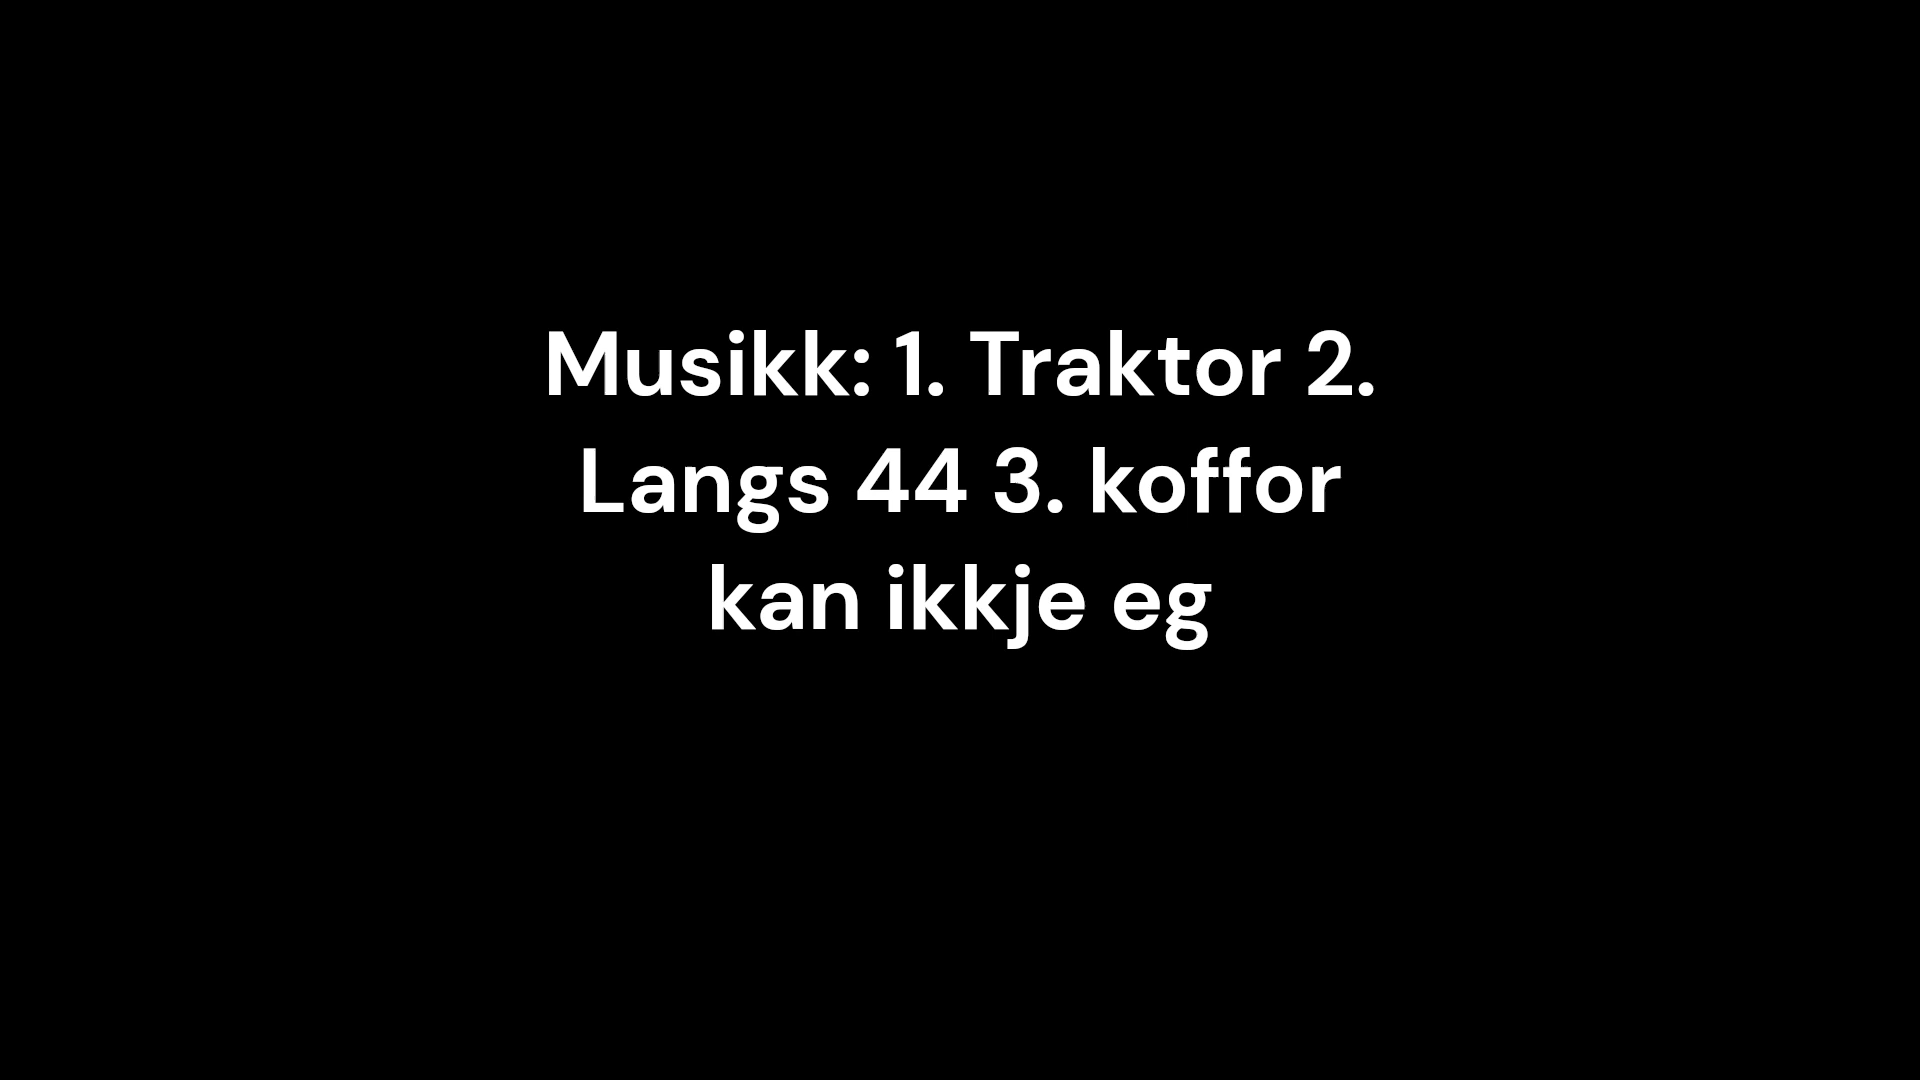 Musikk: 1. Traktor 2.
Langs 44 3. koffor
kan ikkje eg